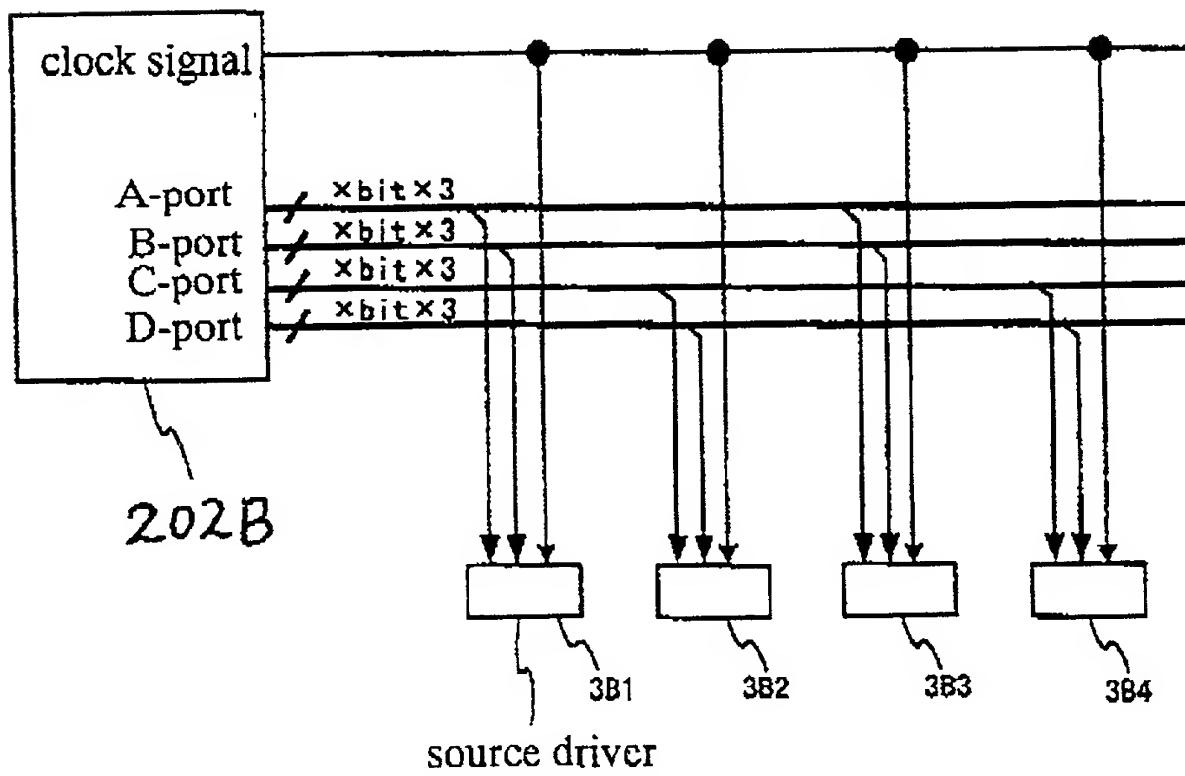 clock signal
A-port ×bit×3
B-port ×bit×3
C-port ×bit×3
D-port ×bit×3
202B
3B1
3B2
3B3
3B4
source driver